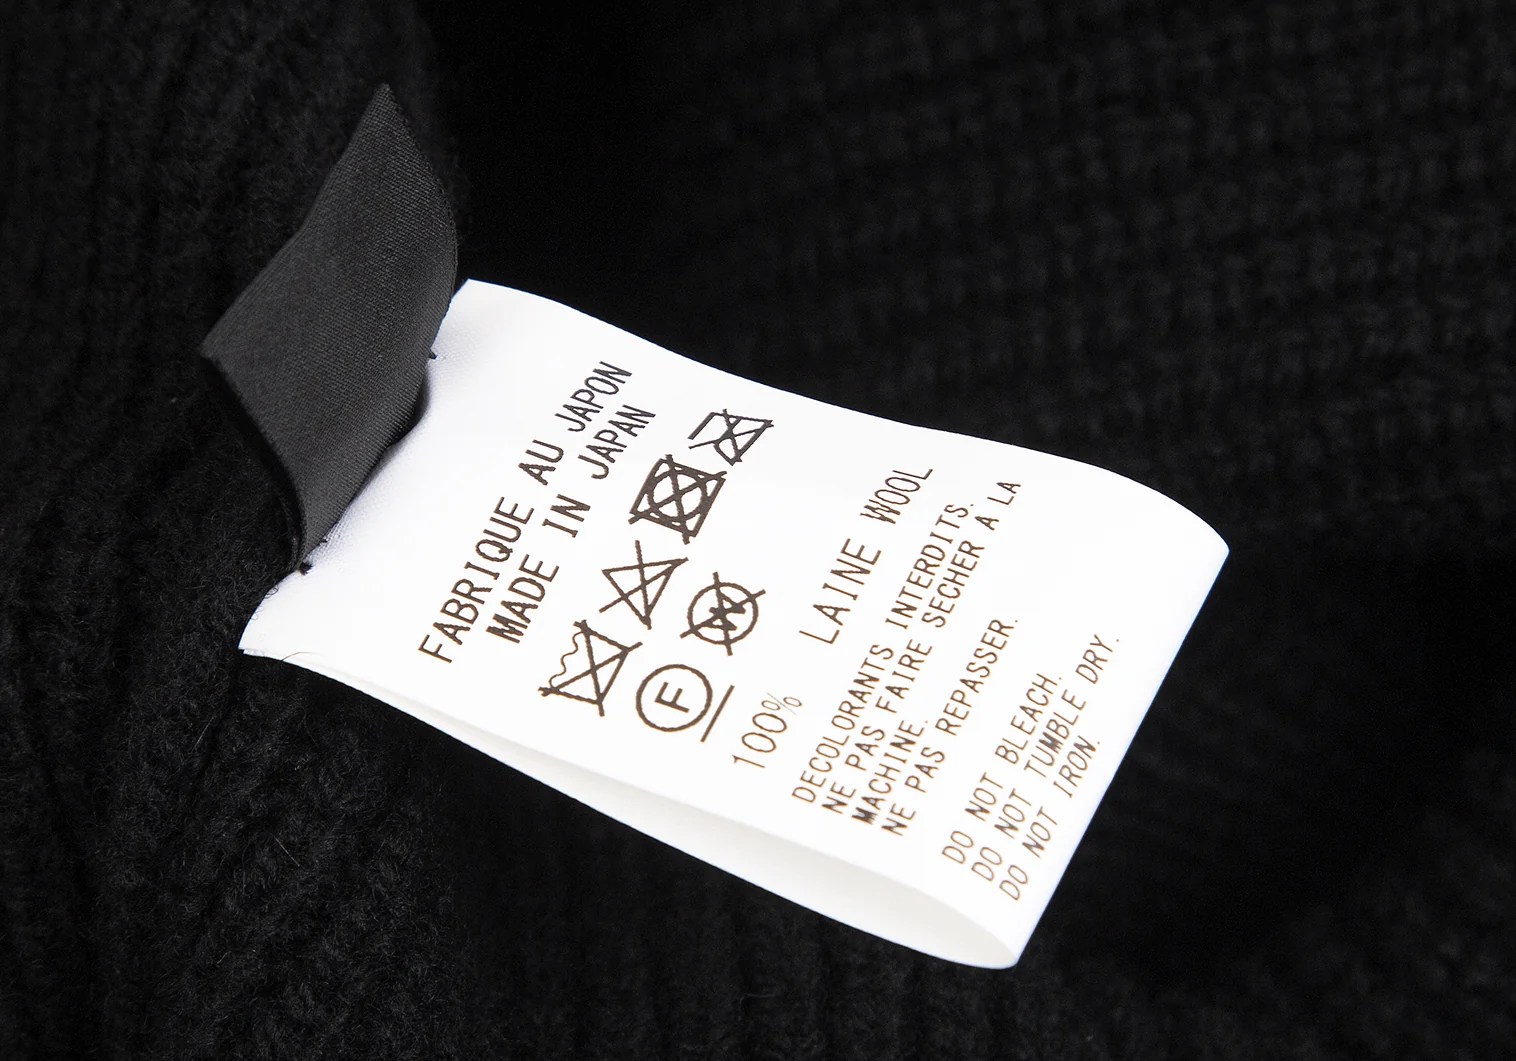 FABRIQUE AU JAPON
MADE IN JAPAN
F W
100% LAINE WOOL
DECOLORANTS INTERDITS.
NE PAS FAIRE SECHER À LA
MACHINE.
NE PAS REPASSER.
DO NOT BLEACH.
DO NOT TUMBLE DRY.
DO NOT IRON.